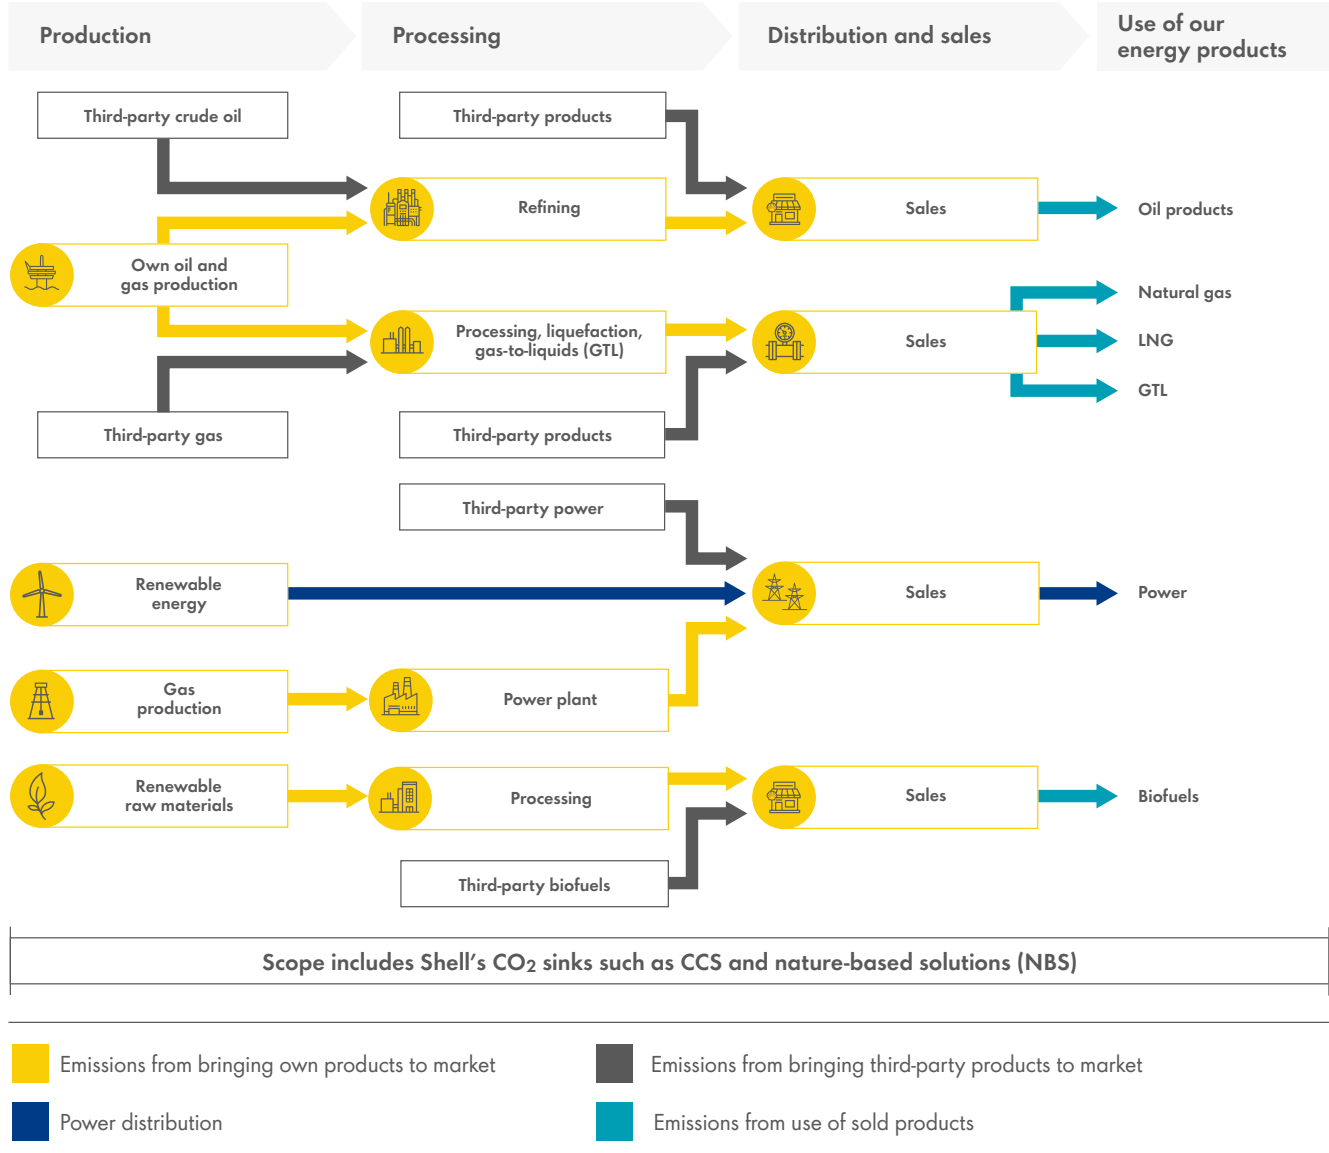 Production
Processing
Distribution and sales
Use of our
energy products
Third-party crude oil
Third-party products
Refining
Sales
Oil products
Own oil and
gas production
Natural gas
Processing, liquefaction,
gas-to-liquids (GTL)
Sales
LNG
GTL
Third-party gas
Third-party products
Third-party power
Renewable
energy
Sales
Power
Gas
production
Power plant
Renewable
raw materials
Processing
Sales
Biofuels
Third-party biofuels
Scope includes Shell's CO2 sinks such as CCS and nature-based solutions (NBS)
Emissions from bringing own products to market
Emissions from bringing third-party products to market
Power distribution
Emissions from use of sold products